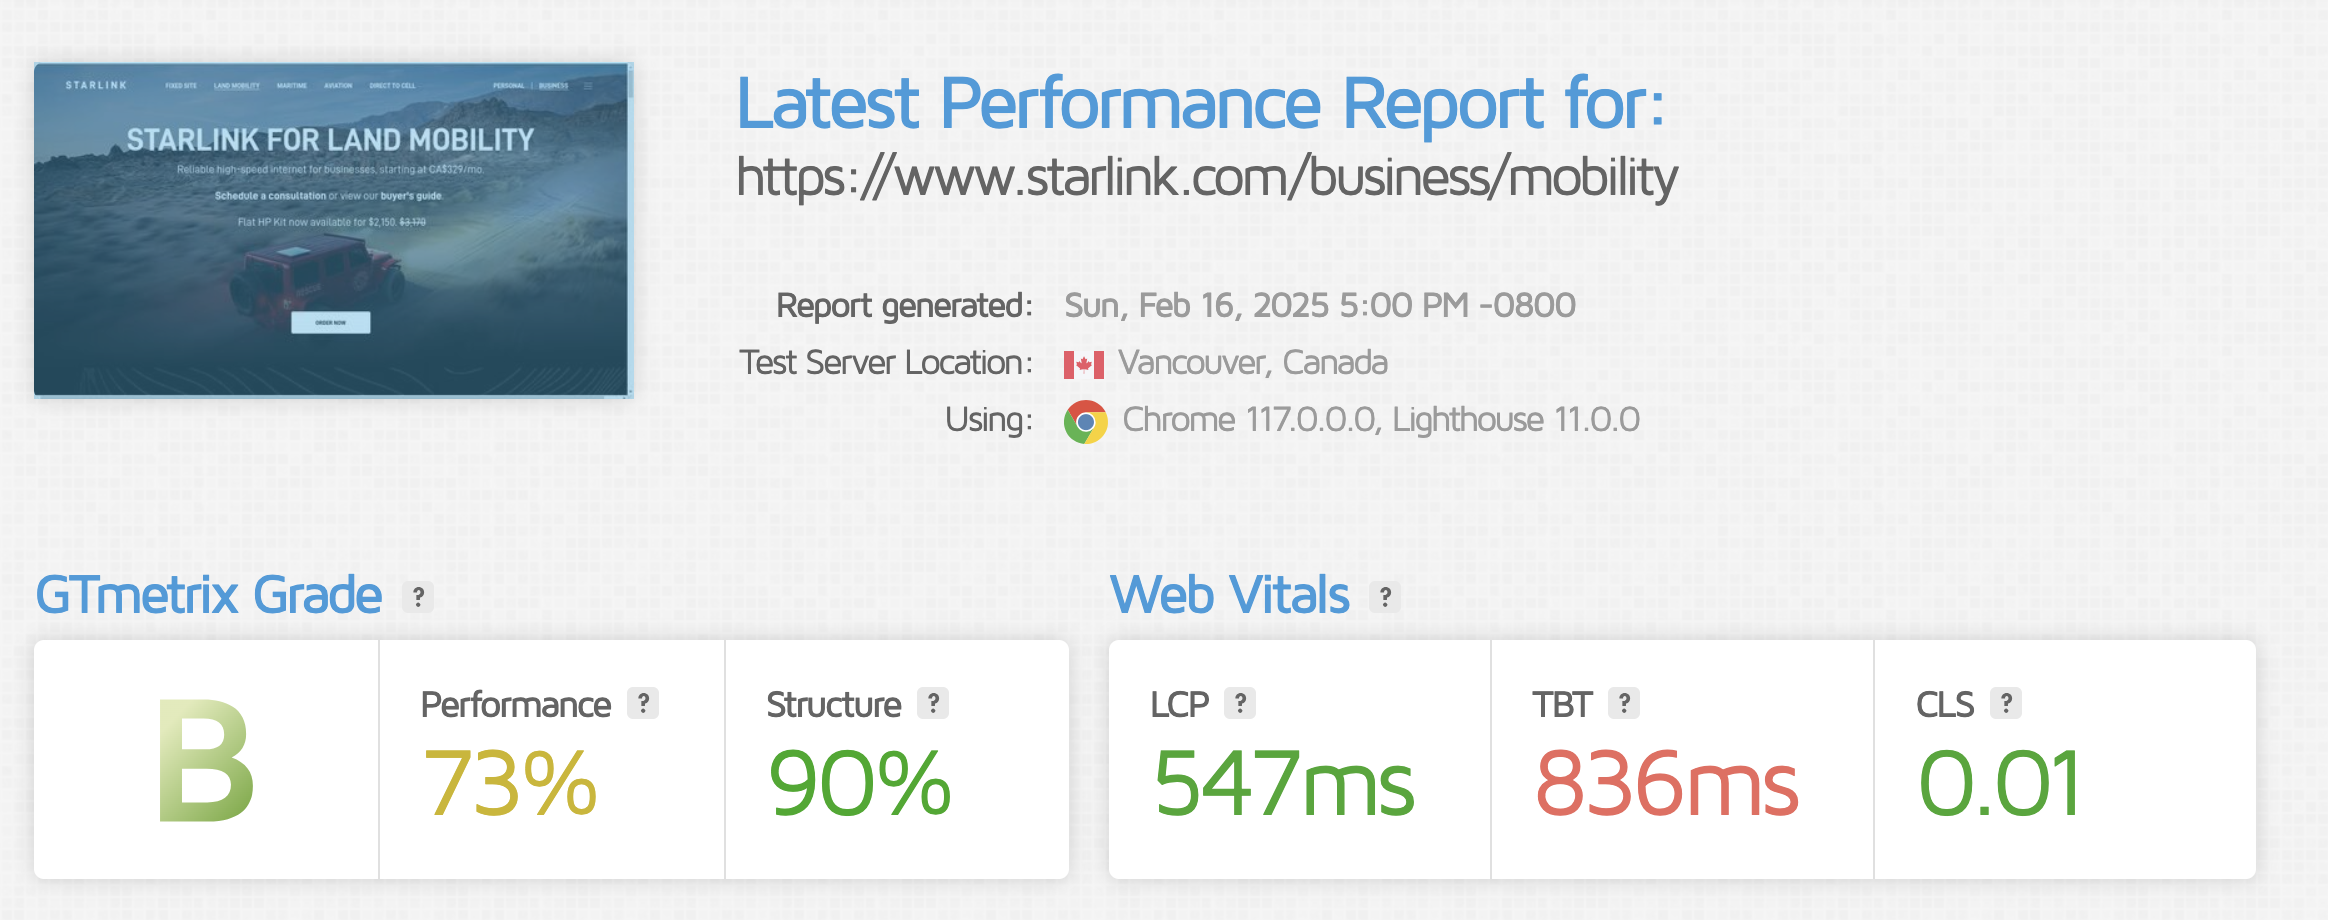 STARLINK FIXED SITE LAND MOBILITY MARITIME AVIATION DIRECT TO CELL PERSONAL | BUSINESS
STARLINK FOR LAND MOBILITY
Reliable high-speed internet for businesses, starting at CA$329/mo.
Schedule a consultation or view our buyer's guide.
Flat HP Kit now available for $2,150. $3,170
RESCUE
ORDER NOW
Latest Performance Report for:
https://www.starlink.com/business/mobility
Report generated: Sun, Feb 16, 2025 5:00 PM -0800
Test Server Location: Vancouver, Canada
Using: Chrome 117.0.0.0, Lighthouse 11.0.0
GTmetrix Grade ?
B
Performance ?
73%
Structure ?
90%
Web Vitals ?
LCP ?
547ms
TBT ?
836ms
CLS ?
0.01